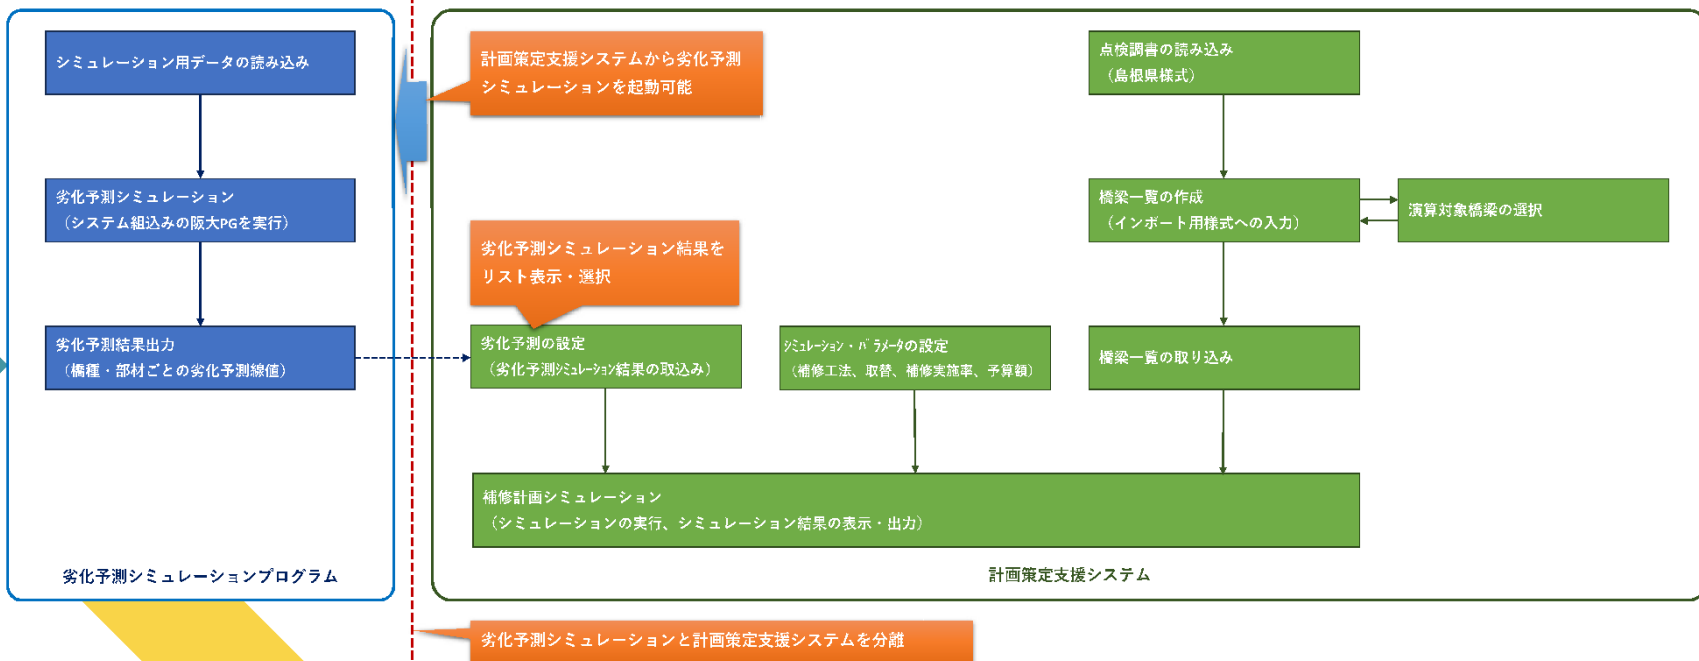 シミュレーション用データの読み込み
劣化予測シミュレーション
（システム組込みの阪大PGを実行）
劣化予測結果出力
（橋種・部材ごとの劣化予測線値）
劣化予測シミュレーションプログラム
計画策定支援システムから劣化予測
シミュレーションを起動可能
劣化予測シミュレーション結果を
リスト表示・選択
劣化予測の設定
（劣化予測ｼﾐｭﾚｰｼｮﾝ結果の取込み）
ｼﾐｭﾚｰｼｮﾝ・ﾊﾟﾗﾒｰﾀの設定
（補修工法、取替、補修実施率、予算額）
点検調書の読み込み
（島根県様式）
橋梁一覧の作成
（インポート用様式への入力）
演算対象橋梁の選択
橋梁一覧の取り込み
補修計画シミュレーション
（シミュレーションの実行、シミュレーション結果の表示・出力）
計画策定支援システム
劣化予測シミュレーションと計画策定支援システムを分離